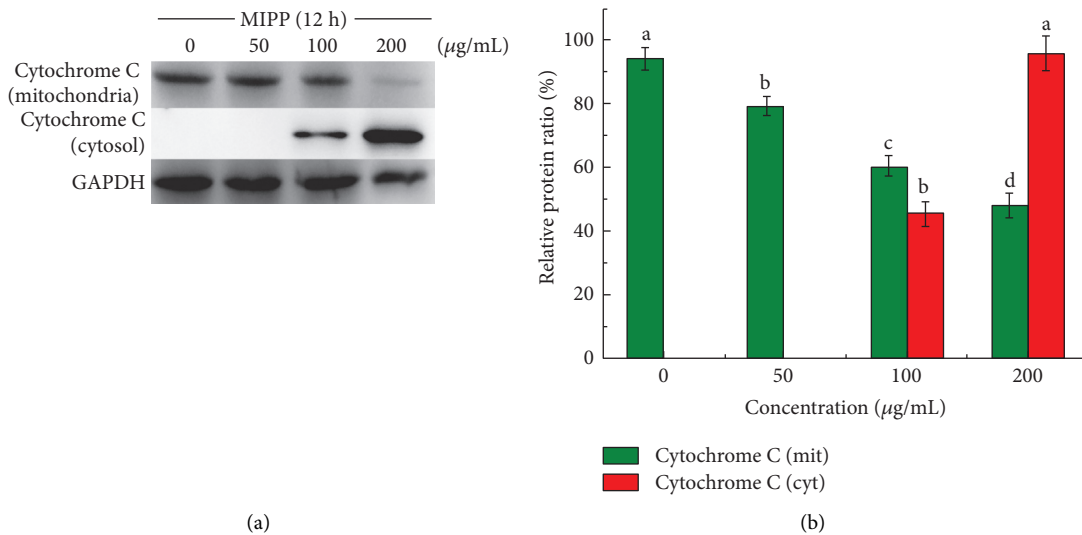 MIPP (12 h)
0 50 100 200 (μg/mL)
Cytochrome C
(mitochondria)
Cytochrome C
(cytosol)
GAPDH
(a)
Relative protein ratio (%)
100
80
60
40
20
0
a
b
c
b
d
a
0 50 100 200
Concentration (μg/mL)
Cytochrome C (mit)
Cytochrome C (cyt)
(b)